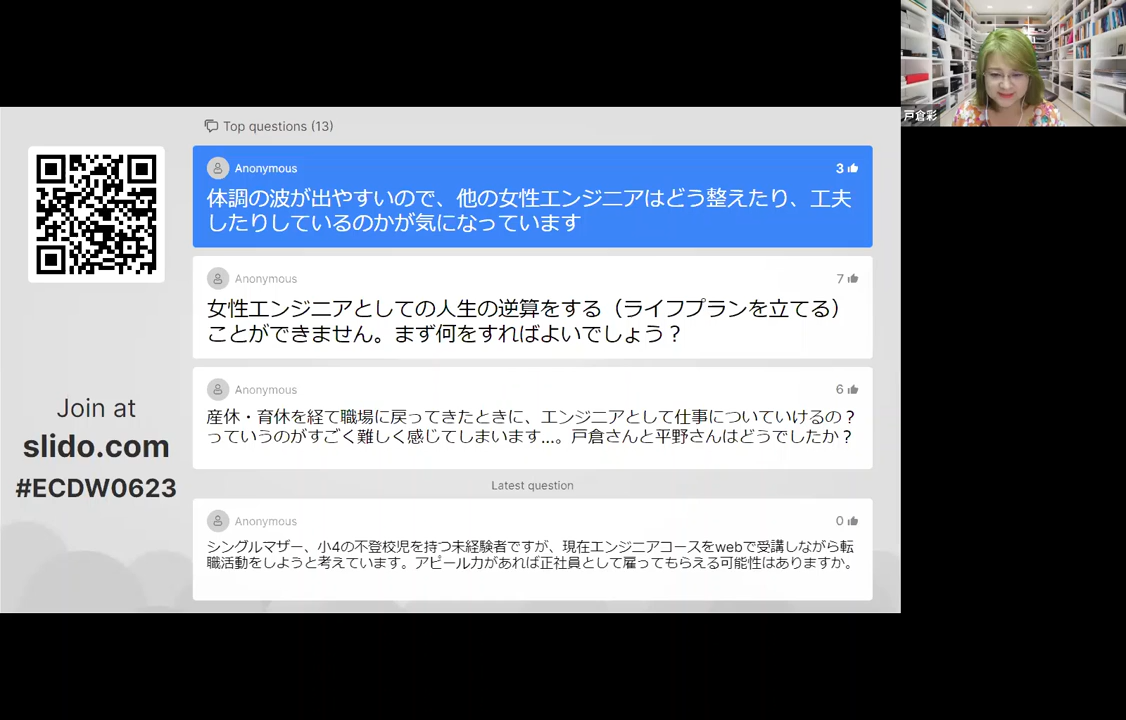 戸倉彩
Top questions (13)
Anonymous
3
体調の波が出やすいので、他の女性エンジニアはどう整えたり、工夫
したりしているのかが気になっています
Anonymous
7
女性エンジニアとしての人生の逆算をする（ライフプランを立てる）
ことができません。まず何をすればよいでしょう？
Anonymous
6
産休・育休を経て職場に戻ってきたときに、エンジニアとして仕事についていけるの？
っていうのがすごく難しく感じてしまいます...。戸倉さんと平野さんはどうでしたか？
Join at
slido.com
#ECDW0623
Latest question
Anonymous
0
シングルマザー、小4の不登校児を持つ未経験者ですが、現在エンジニアコースをwebで受講しながら転
職活動をしようと考えています。アピール力があれば正社員として雇ってもらえる可能性はありますか。